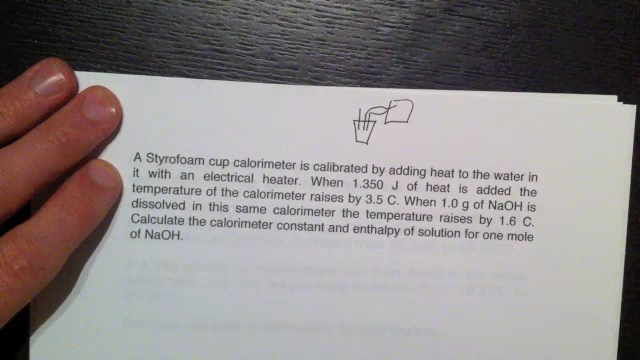 A Styrofoam cup calorimeter is calibrated by adding heat to the water in
it with an electrical heater. When 1.350 J of heat is added the
temperature of the calorimeter raises by 3.5 C. When 1.0 g of NaOH is
dissolved in this same calorimeter the temperature raises by 1.6 C.
Calculate the calorimeter constant and enthalpy of solution for one mole
of NaOH.